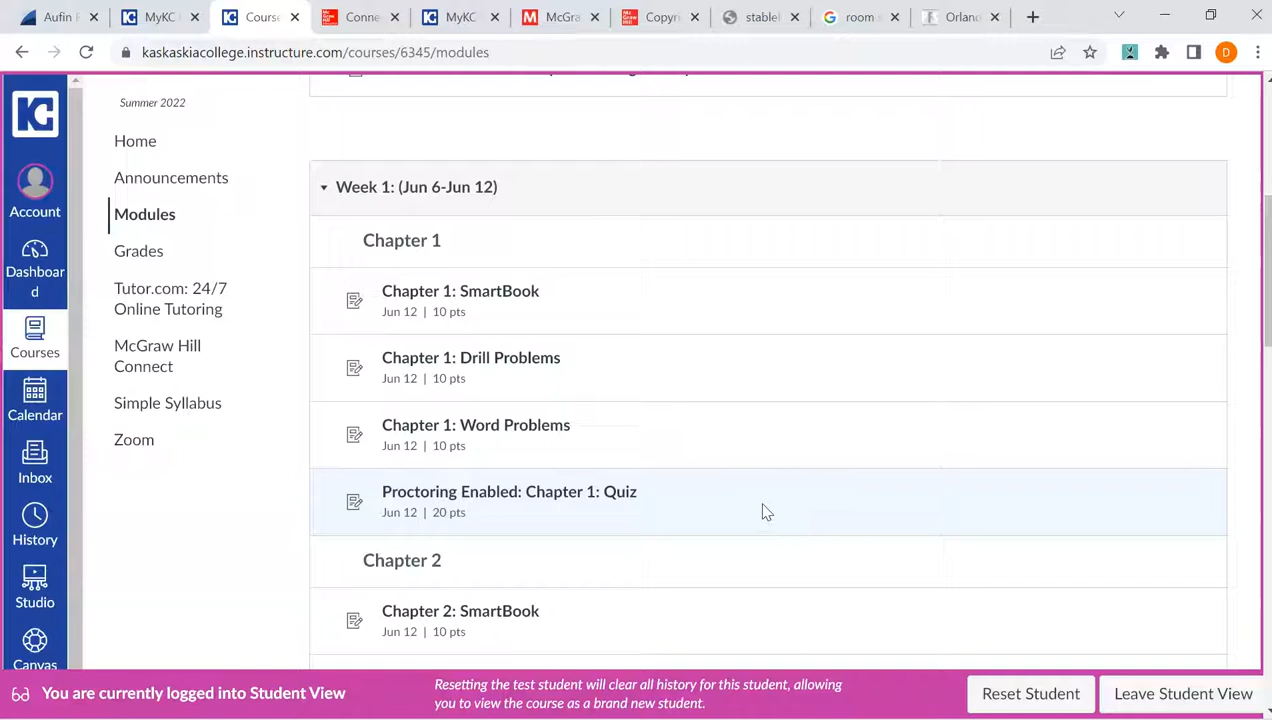 Aufin F
MyKC
Course
Conne
MyKC
McGra
Copyr
stablel
room s
Orland
kaskaskiacollege.instructure.com/courses/6345/modules
D
KC
Account
Dashboar
d
Courses
Calendar
Inbox
History
Studio
Canvas
Summer 2022
Home
Announcements
Modules
Grades
Tutor.com: 24/7
Online Tutoring
McGraw Hill
Connect
Simple Syllabus
Zoom
Week 1: (Jun 6-Jun 12)
Chapter 1
Chapter 1: SmartBook
Jun 12 | 10 pts
Chapter 1: Drill Problems
Jun 12 | 10 pts
Chapter 1: Word Problems
Jun 12 | 10 pts
Proctoring Enabled: Chapter 1: Quiz
Jun 12 | 20 pts
Chapter 2
Chapter 2: SmartBook
Jun 12 | 10 pts
You are currently logged into Student View
Resetting the test student will clear all history for this student, allowing
you to view the course as a brand new student.
Reset Student
Leave Student View